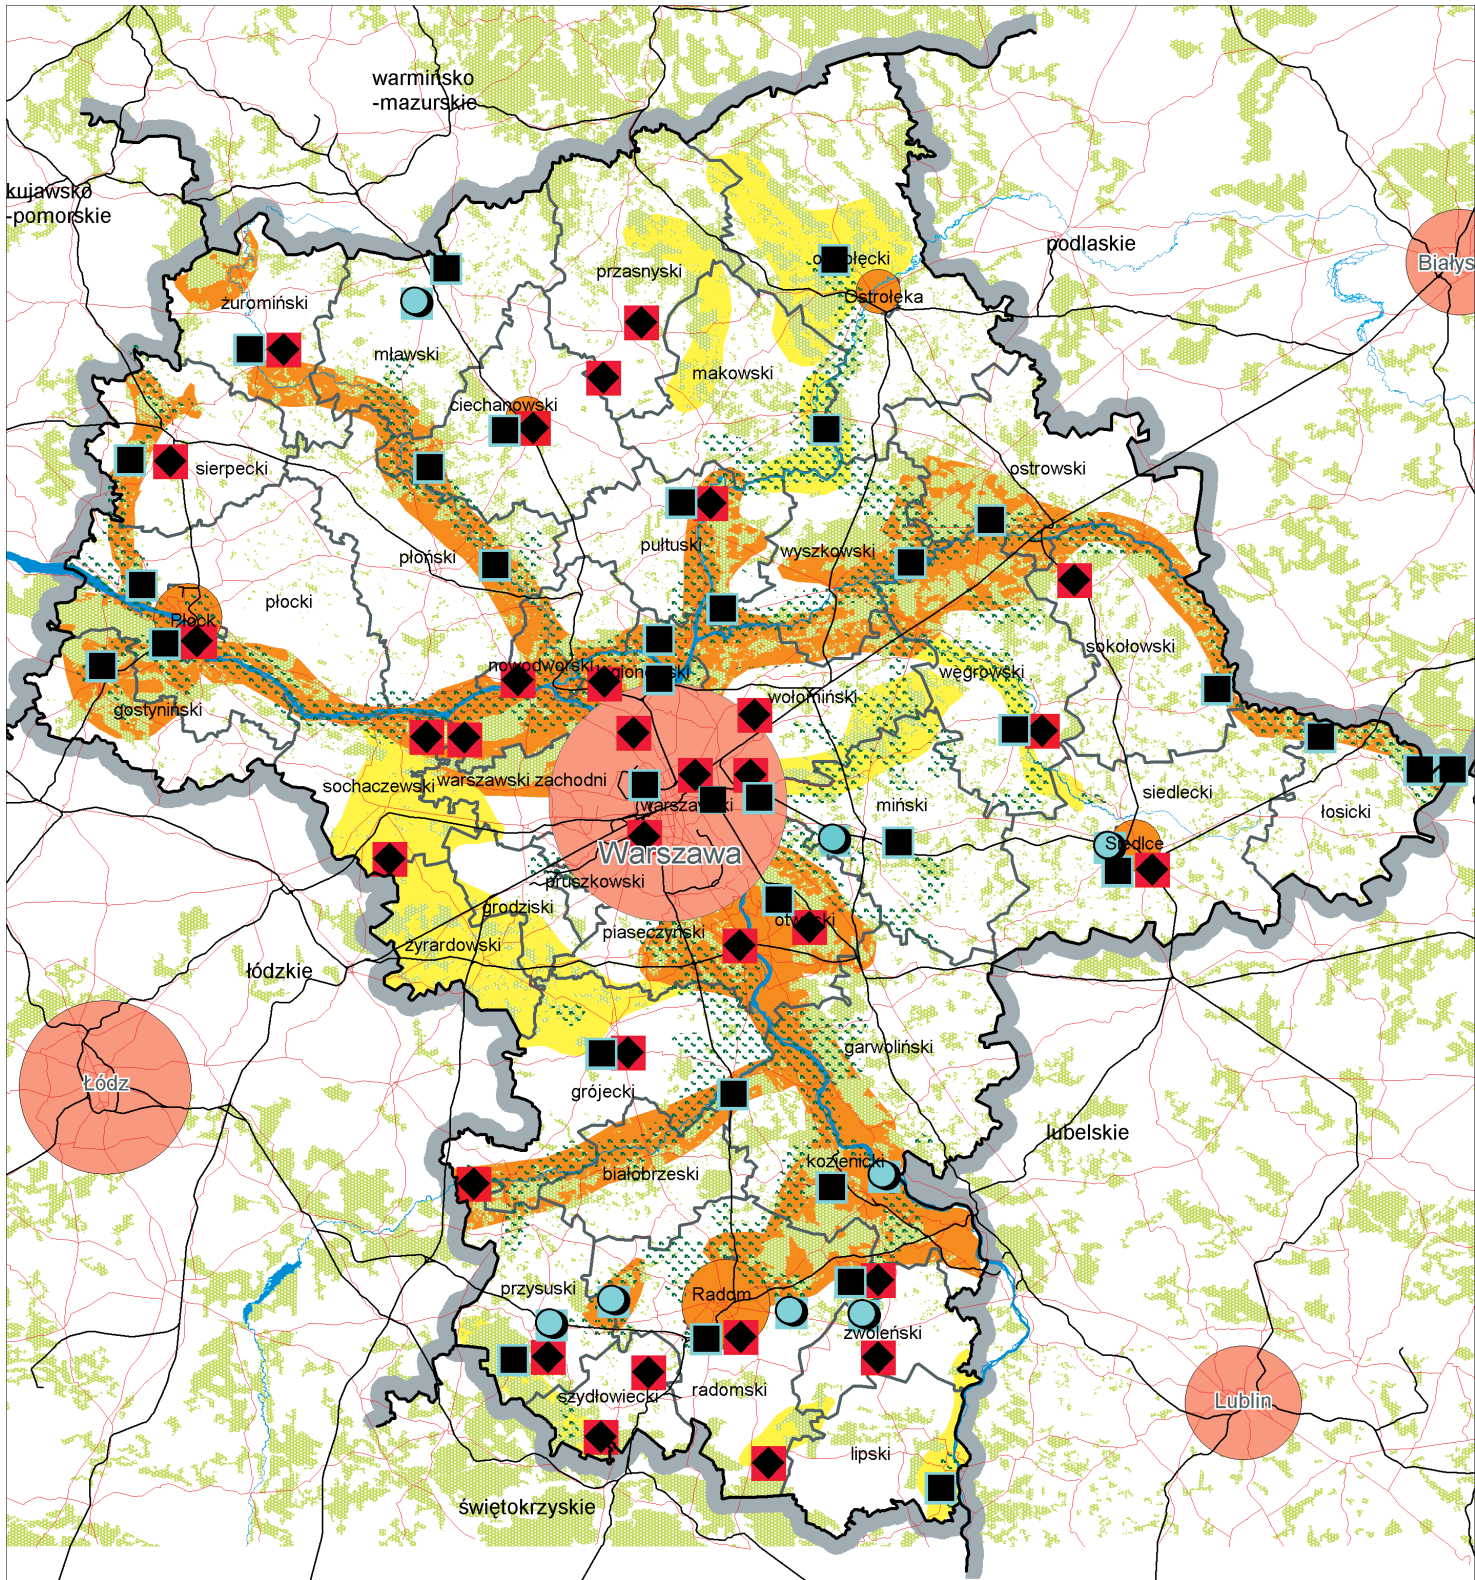 warmińsko
-mazurskie
kujawsko
-pomorskie
podlaskie
Białys
przasnyski
Ostrołęka
żuromiński
mławski
makowski
ciechanowski
sierpecki
ostrowski
pułtuski
wyszkowski
płoński
płocki
Płock
sokołowski
nowodworski
węgrowski
wołomiński
gostyniński
sochaczewski
warszawski zachodni
miński
siedlecki
łosicki
Siedlce
Warszawa
pruszkowski
grodziski
piaseczyński
żyrardowski
łódzkie
garwoliński
Łódz
grójecki
lubelskie
białobrzeski
kozienicki
przysuski
Radom
zwoleński
szydłowiecki
radomski
Lublin
lipski
świętokrzyskie